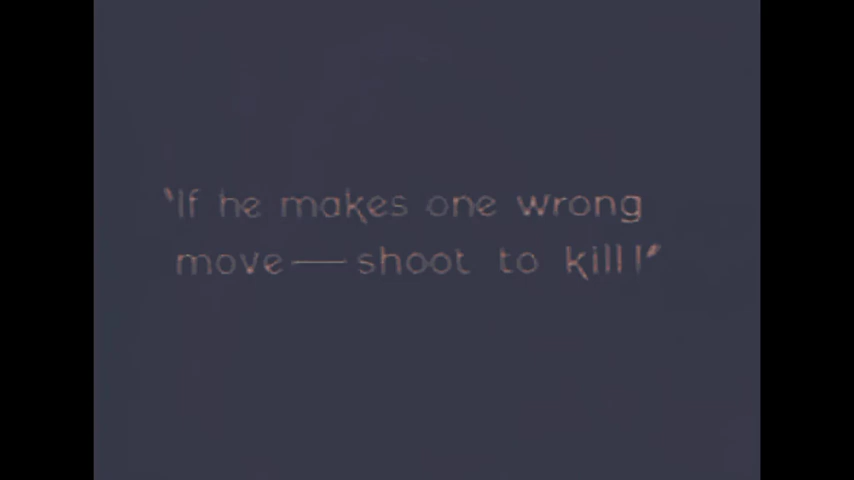 "If he makes one wrong
move — shoot to kill!"